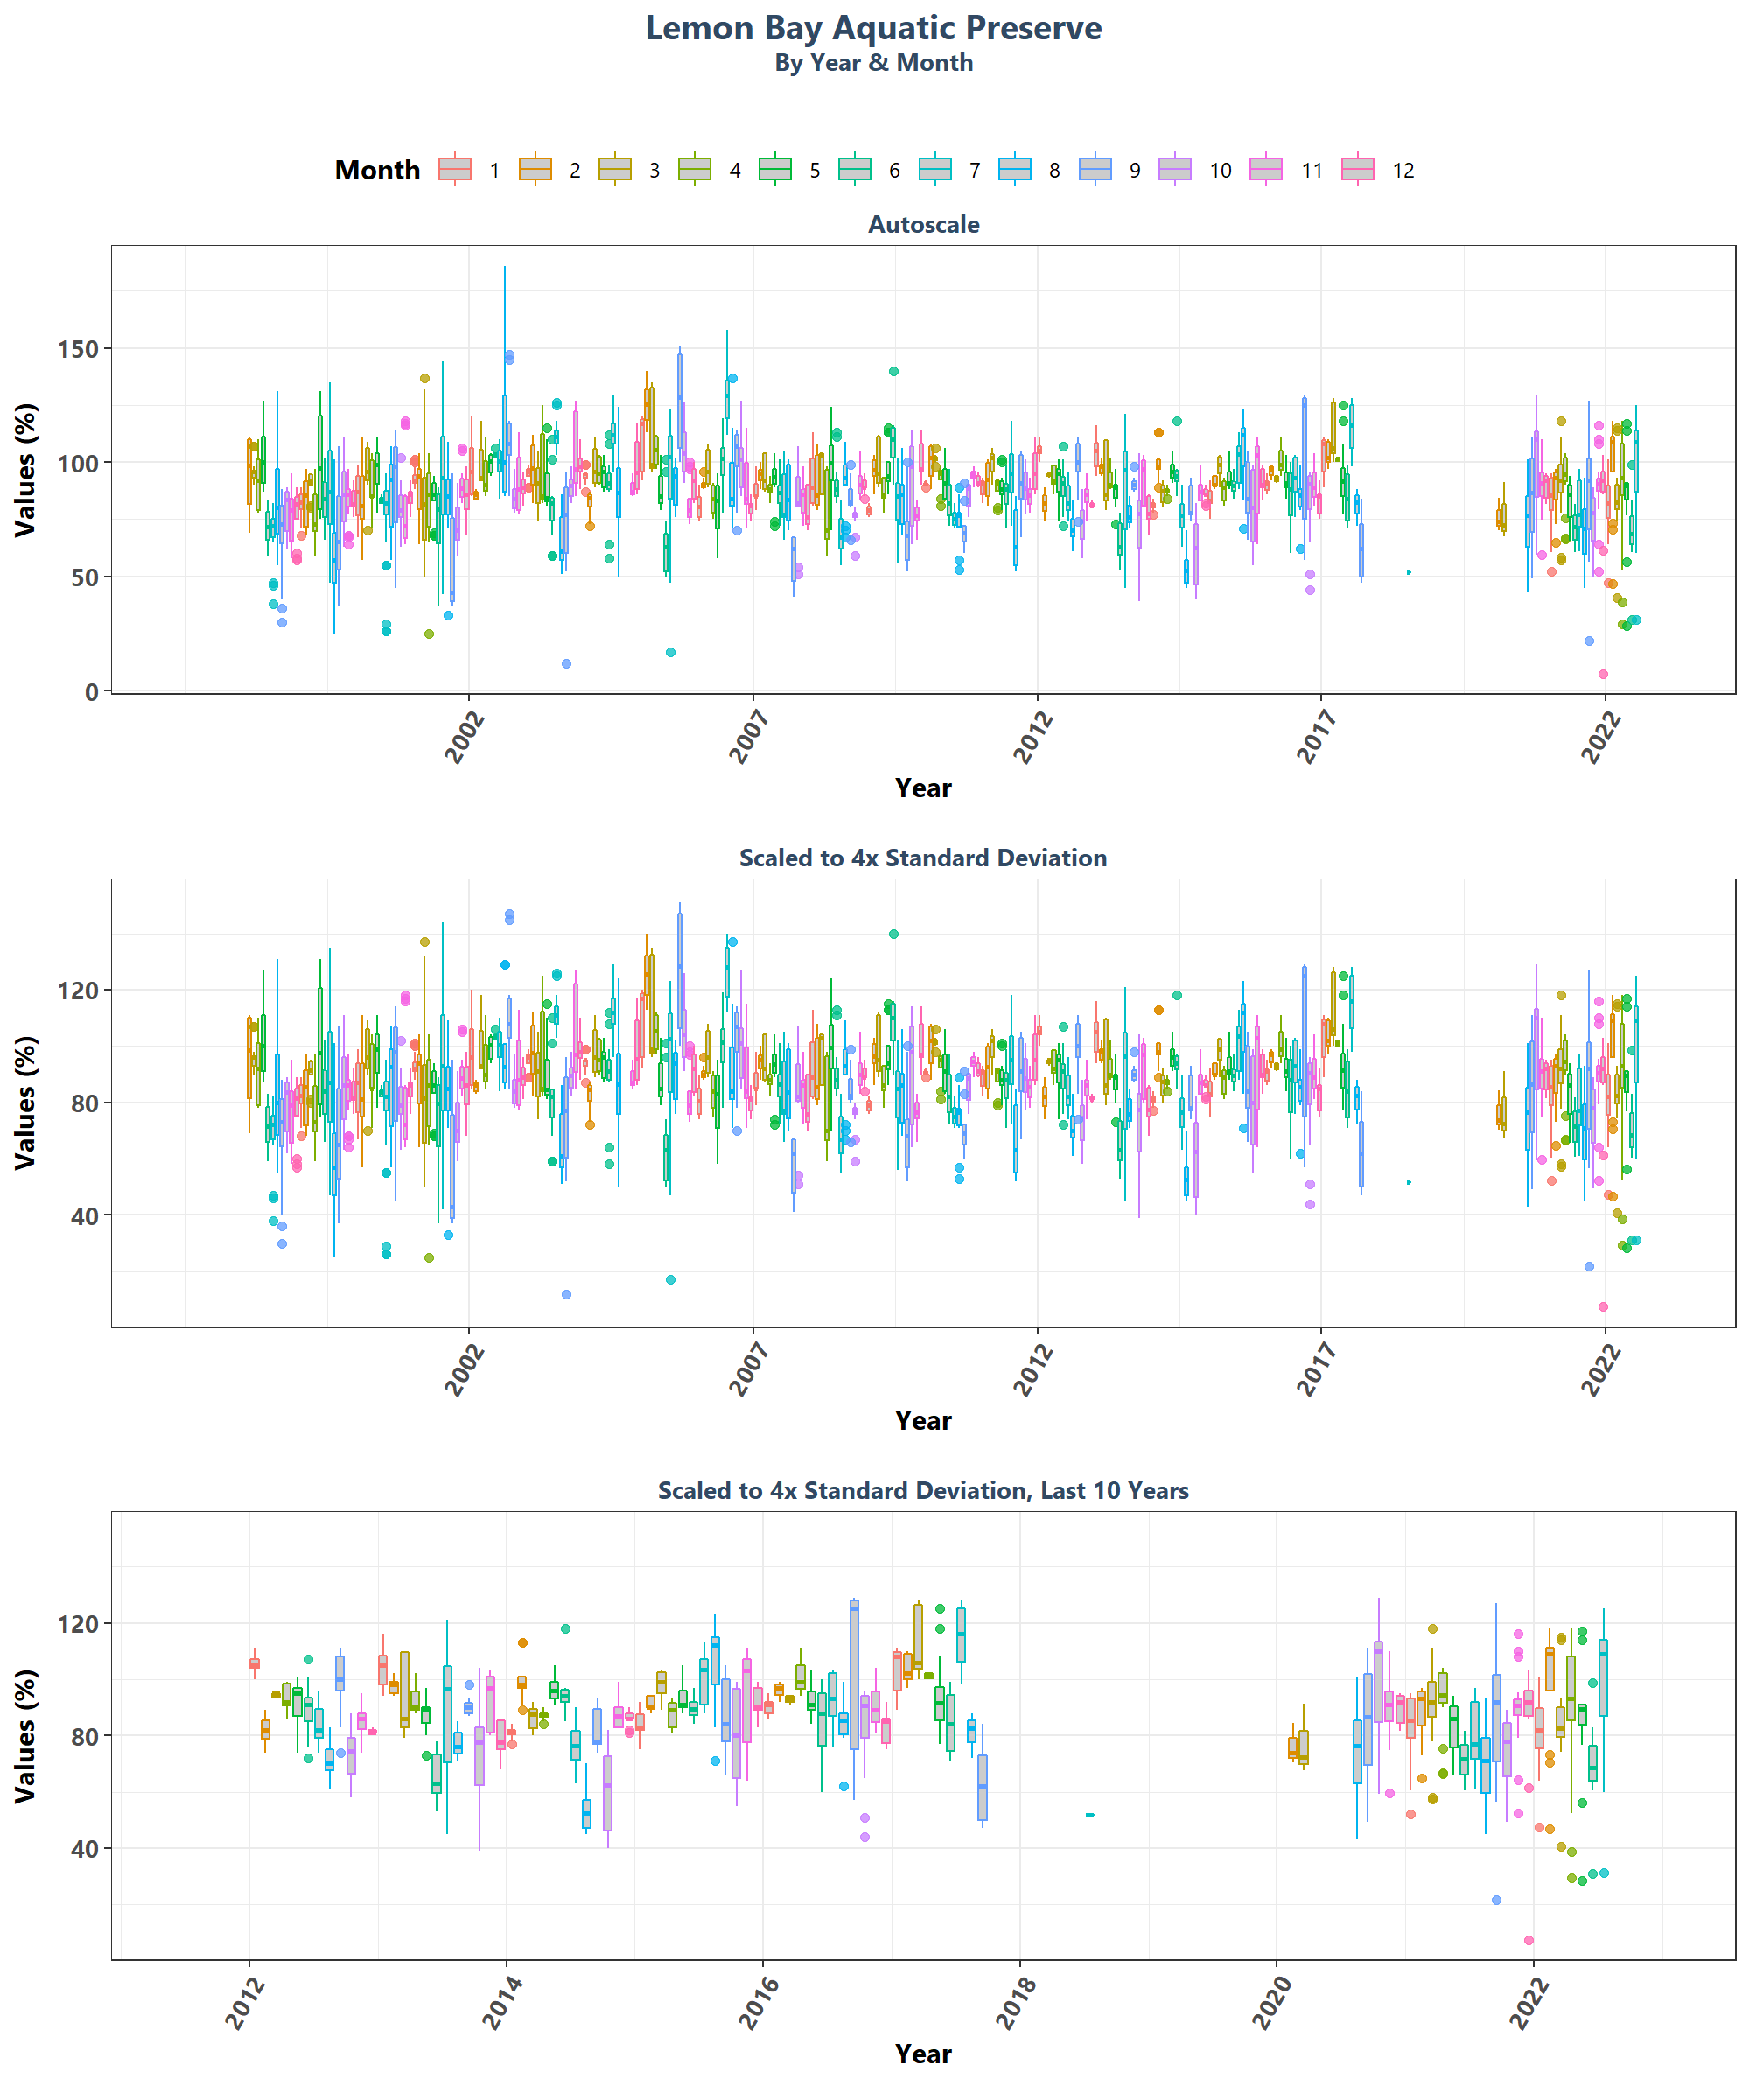 Lemon Bay Aquatic Preserve
By Year & Month
Month 1 2 3 4 5 6 7 8 9 10 11 12
Autoscale
150
100
50
0
Values (%)
2002 2007 2012 2017 2022
Year
Scaled to 4x Standard Deviation
120
80
40
Values (%)
2002 2007 2012 2017 2022
Year
Scaled to 4x Standard Deviation, Last 10 Years
120
80
40
Values (%)
2012 2014 2016 2018 2020 2022
Year